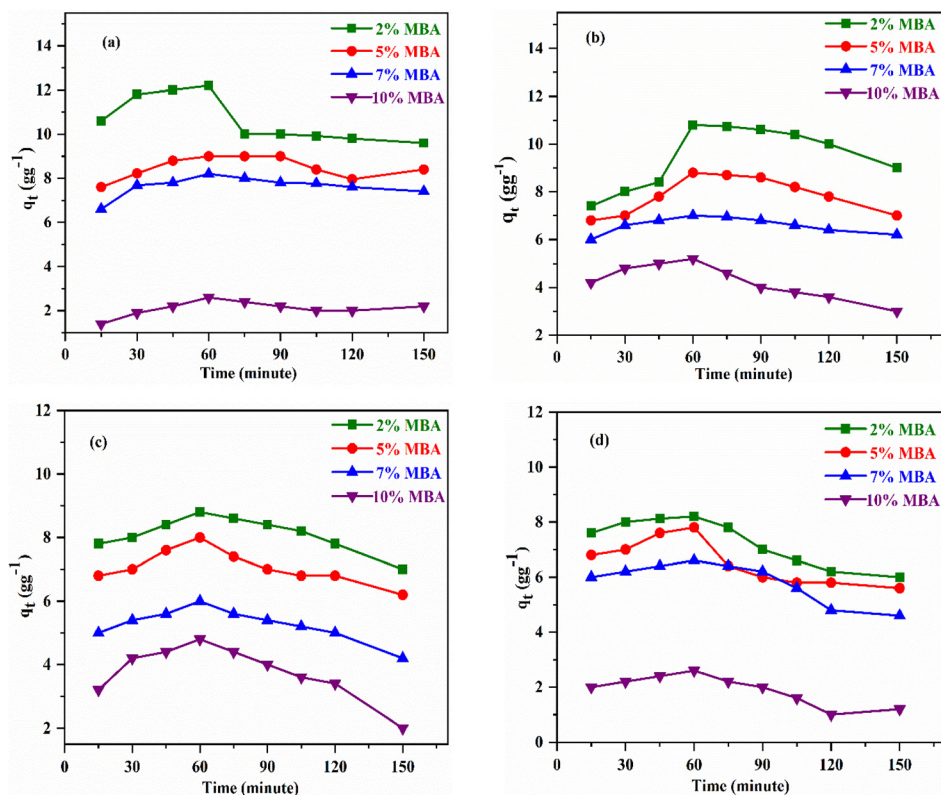 (a)
2% MBA
5% MBA
7% MBA
10% MBA
14
12
10
8
6
4
2
0 30 60 90 120 150
q_t (gg⁻¹)
Time (minute)
(b)
2% MBA
5% MBA
7% MBA
10% MBA
14
12
10
8
6
4
2
0 30 60 90 120 150
q_t (gg⁻¹)
Time (minute)
(c)
2% MBA
5% MBA
7% MBA
10% MBA
12
10
8
6
4
2
0 30 60 90 120 150
q_t (gg⁻¹)
Time (minute)
(d)
2% MBA
5% MBA
7% MBA
10% MBA
12
10
8
6
4
2
0
0 30 60 90 120 150
q_t (gg⁻¹)
Time (minute)